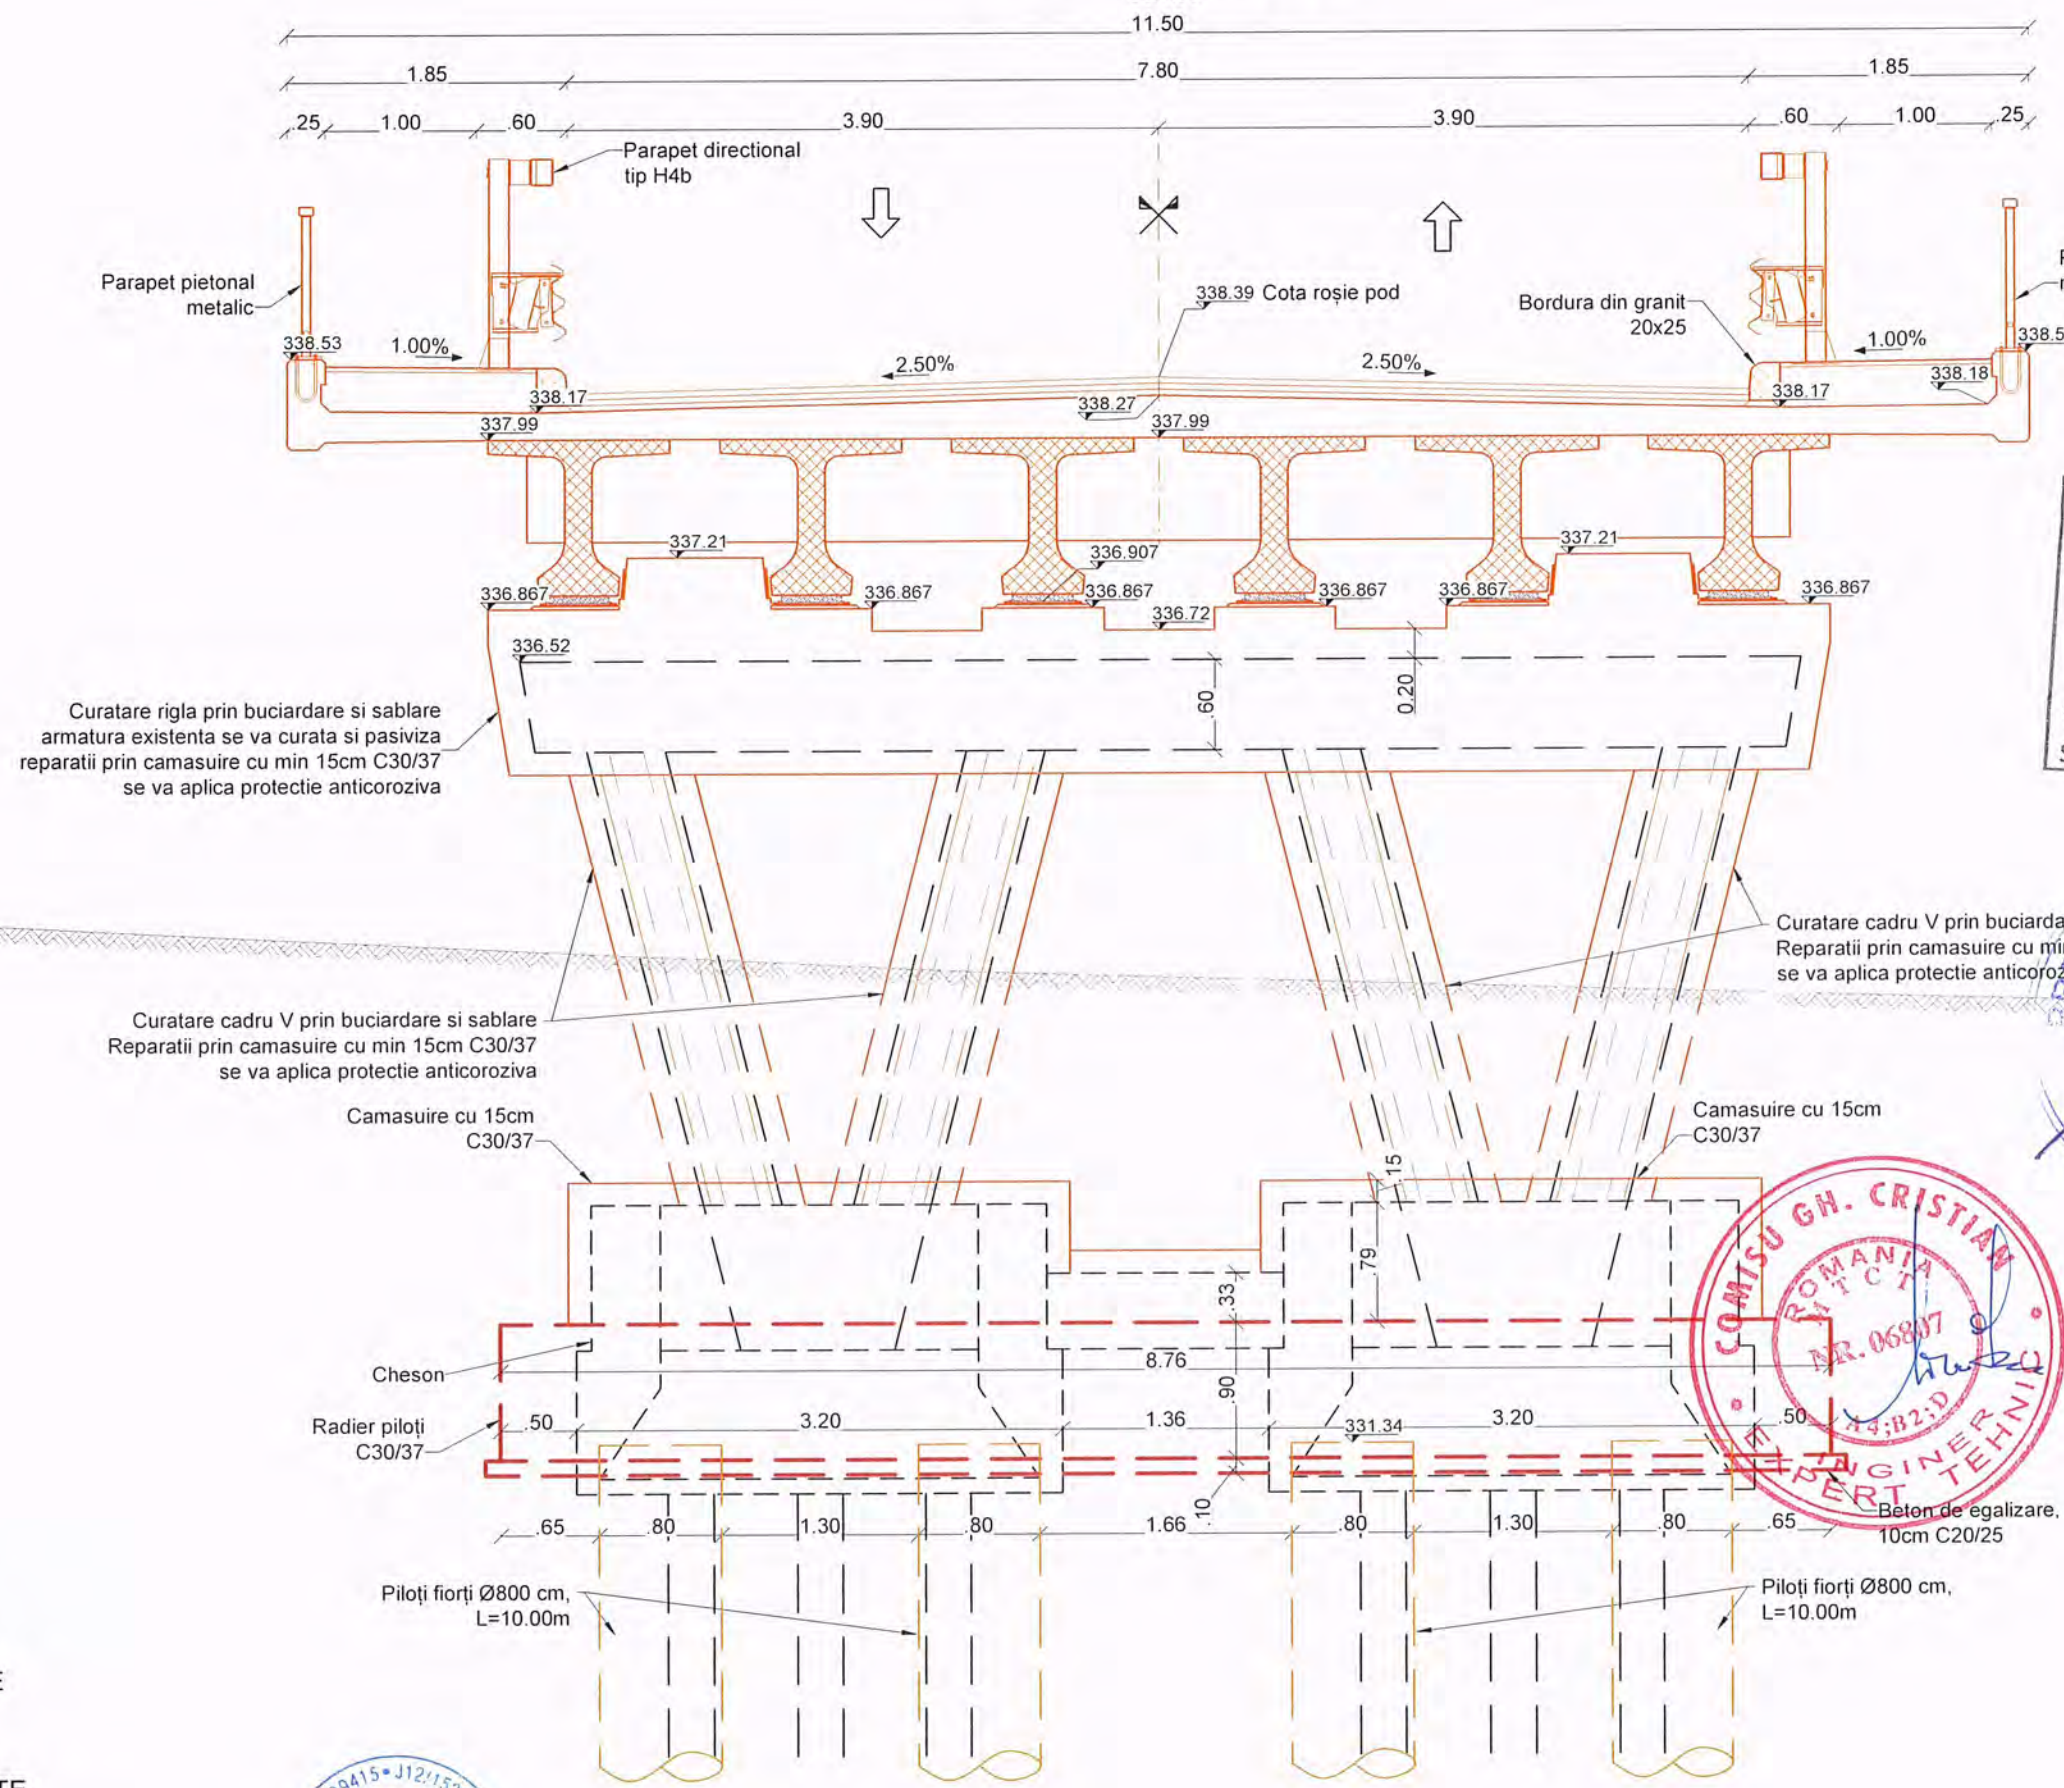 11.50
1.85 7.80 1.85
.25 1.00 .60 3.90 3.90 .60 1.00 .25
Parapet directional
tip H4b
Parapet pietonal
metalic
338.39 Cota roșie pod
Bordura din granit
20x25
338.53
1.00%
2.50%
2.50%
1.00%
338.17
338.27
338.17
338.18
337.99
337.99
337.21
336.907
337.21
336.867
336.867
336.867
336.72
336.867
336.867
336.867
336.52
.60
0.20
Curatare rigla prin buciardare si sablare
armatura existenta se va curata si pasiviza
reparatii prin camasuire cu min 15cm C30/37
se va aplica protectie anticoroziva
Curatare cadru V prin
Reparatii prin camasuire cu
se va aplica protectie
Curatare cadru V prin buciardare si sablare
Reparatii prin camasuire cu min 15cm C30/37
se va aplica protectie anticoroziva
Camasuire cu 15cm
C30/37
Camasuire cu 15cm
C30/37
.15
.79
.33
.90
.10
Cheson
8.76
Radier piloți
C30/37
.50 3.20 1.36 331.34 3.20 .50
.65 .80 1.30 .80 1.66 .80 1.30 .80 .65
Beton de egalizare,
10cm C20/25
Piloți fiorți Ø800 cm,
L=10.00m
Piloți fiorți Ø800 cm,
L=10.00m
COMISU GH. CRISTIAN
ROMANIA
MTCT
NR. 06807
A4;B2;D
INGINER
EXPERT TEHNIC